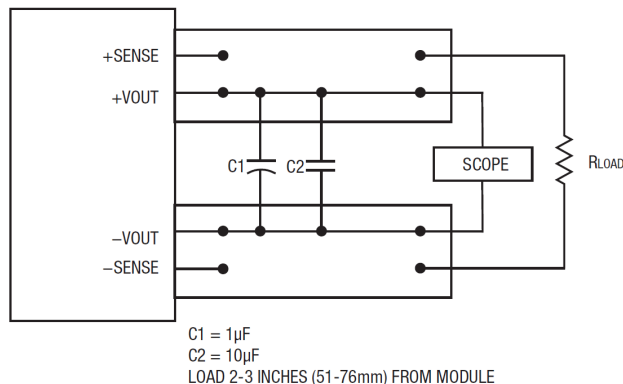 +SENSE
+VOUT
C1
C2
SCOPE
RLOAD
−VOUT
−SENSE
C1 = 1µF
C2 = 10µF
LOAD 2-3 INCHES (51-76mm) FROM MODULE